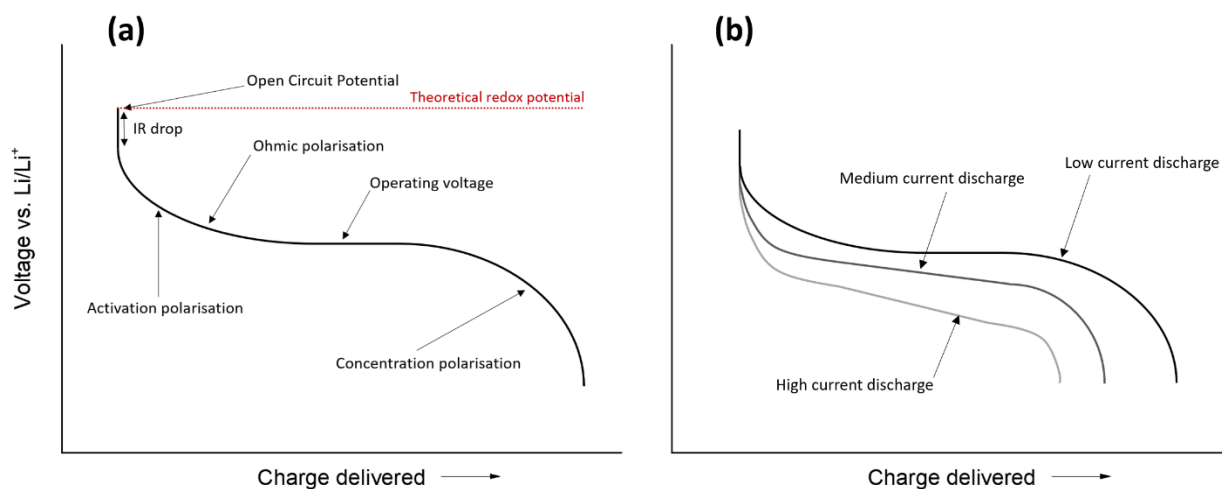 (a)
Open Circuit Potential
Theoretical redox potential
IR drop
Ohmic polarisation
Operating voltage
Activation polarisation
Concentration polarisation
Voltage vs. Li/Li⁺
Charge delivered
(b)
Low current discharge
Medium current discharge
High current discharge
Charge delivered